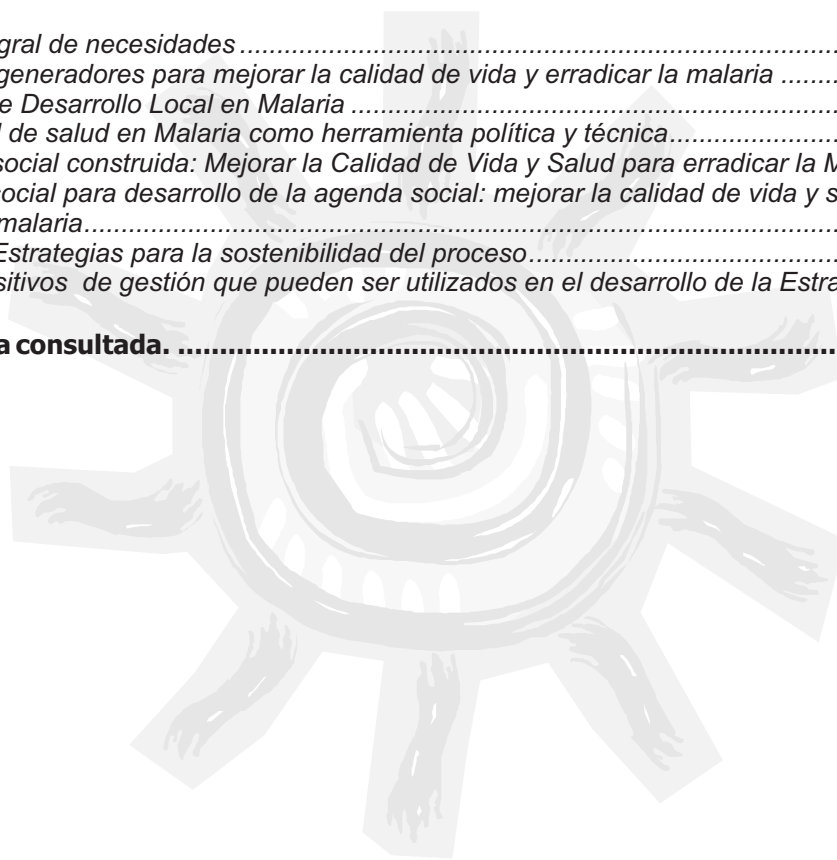 gral de necesidades ........................................................................................
generadores para mejorar la calidad de vida y erradicar la malaria .........
e Desarrollo Local en Malaria ....................................................................
l de salud en Malaria como herramienta política y técnica.......................
social construida: Mejorar la Calidad de Vida y Salud para erradicar la M
social para desarrollo de la agenda social: mejorar la calidad de vida y s
malaria........................................................................................................
Estrategias para la sostenibilidad del proceso...........................................
sitivos de gestión que pueden ser utilizados en el desarrollo de la Estra
a consultada. ..............................................................................................